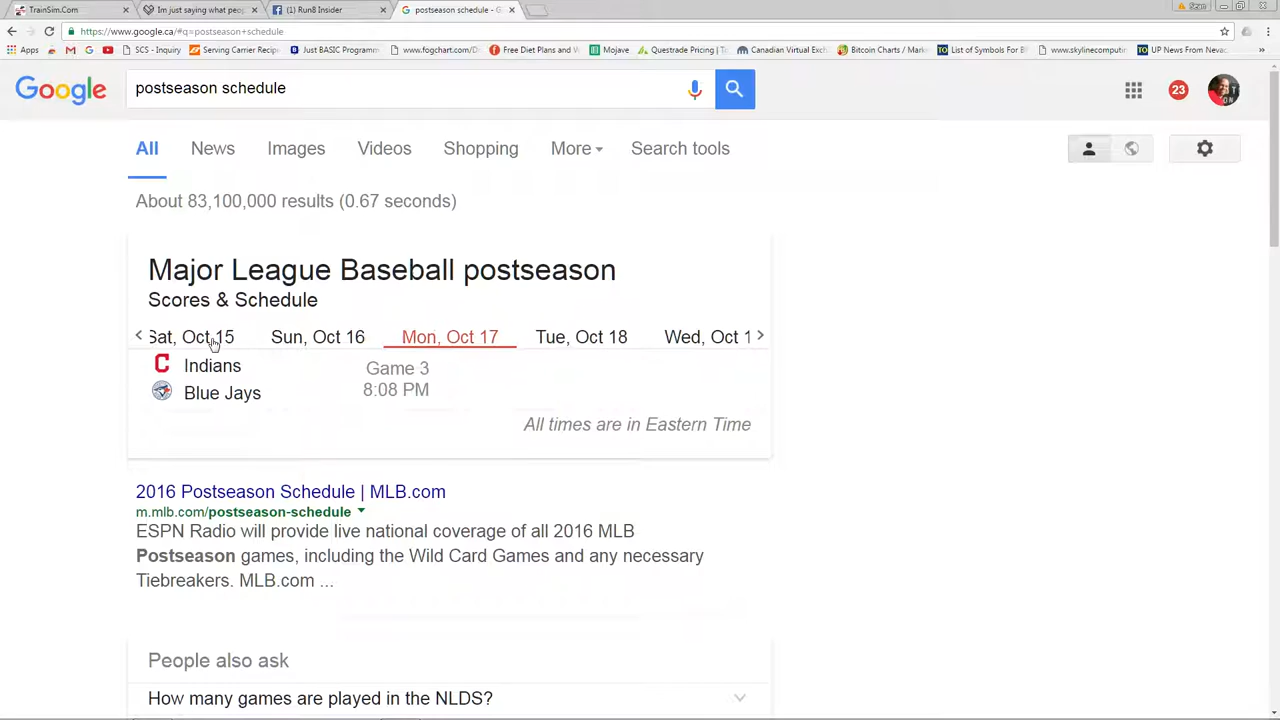 TrainSim.Com
Im just saying what peop
(1) Run8 Insider
postseason schedule - G
https://www.google.ca/#q=postseason+schedule
Apps
SCS - Inquiry
Serving Carrier Recipe
Just BASIC Programm
www.fogchart.com/De
Free Diet Plans and W
Mojave
Questrade Pricing | T
Canadian Virtual Exch
Bitcoin Charts / Mark
List of Symbols For B
www.skylinecomputin
UP News From Nevad
Google
postseason schedule
23
All News Images Videos Shopping More Search tools
About 83,100,000 results (0.67 seconds)
Major League Baseball postseason
Scores & Schedule
Sat, Oct 15 Sun, Oct 16 Mon, Oct 17 Tue, Oct 18 Wed, Oct 1
Indians Game 3
Blue Jays 8:08 PM
All times are in Eastern Time
2016 Postseason Schedule | MLB.com
m.mlb.com/postseason-schedule
ESPN Radio will provide live national coverage of all 2016 MLB
Postseason games, including the Wild Card Games and any necessary
Tiebreakers. MLB.com ...
People also ask
How many games are played in the NLDS?